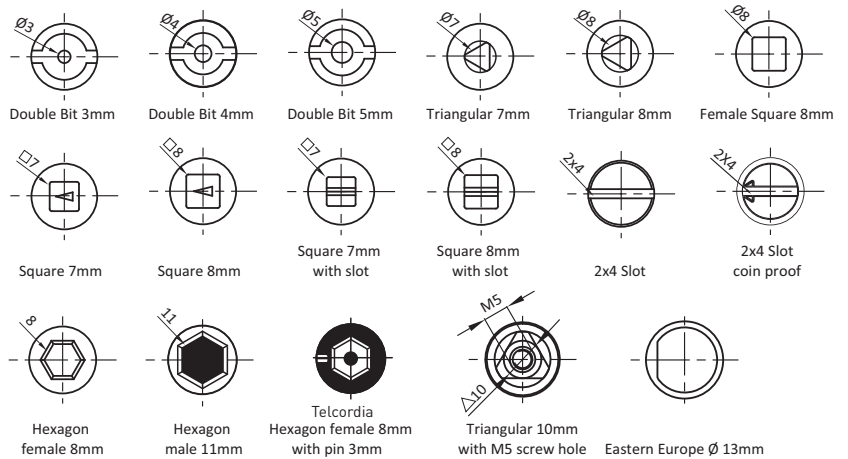 Ø3
Ø4
Ø5
Ø7
Ø8
Ø8
Double Bit 3mm
Double Bit 4mm
Double Bit 5mm
Triangular 7mm
Triangular 8mm
Female Square 8mm
□7
□8
□7
□8
2x4
2X4
Square 7mm
Square 8mm
Square 7mm
with slot
Square 8mm
with slot
2x4 Slot
2x4 Slot
coin proof
8
11
M5
△10
Hexagon
female 8mm
Hexagon
male 11mm
Telcordia
Hexagon female 8mm
with pin 3mm
Triangular 10mm
with M5 screw hole
Eastern Europe Ø 13mm